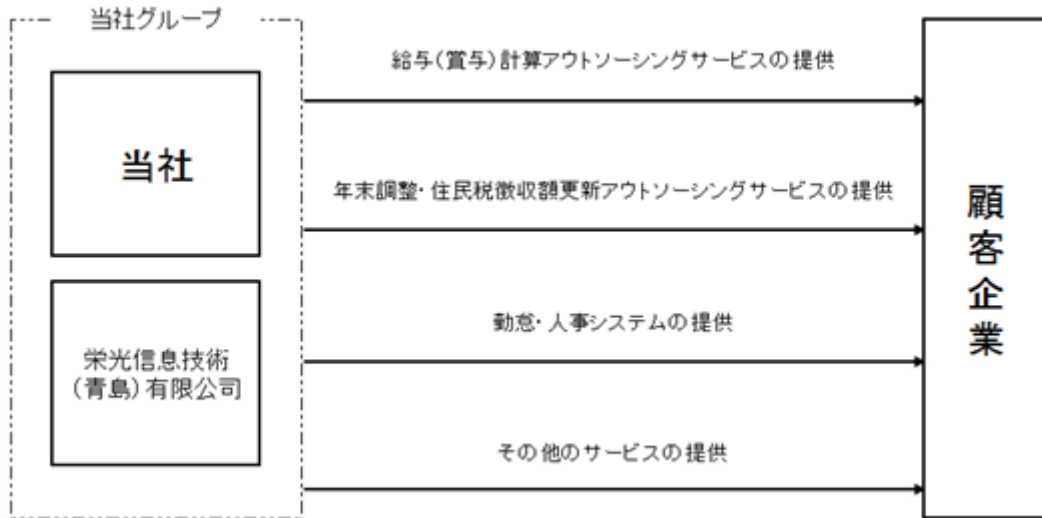 当社グループ
当社
栄光信息技術
（青島）有限公司
給与（賞与）計算アウトソーシングサービスの提供
年末調整・住民税徴収額更新アウトソーシングサービスの提供
勤怠・人事システムの提供
その他のサービスの提供
顧客企業